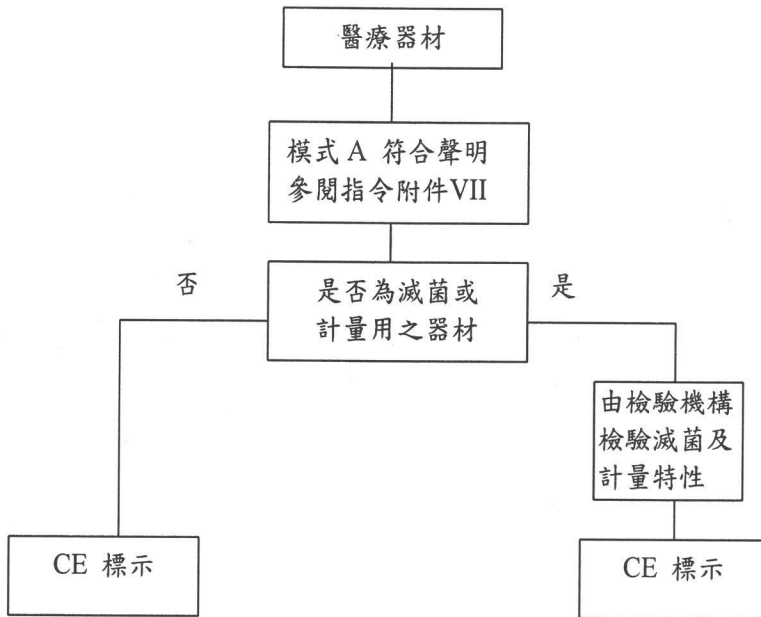 醫療器材
模式 A 符合聲明
參閱指令附件VII
否
是否為滅菌或
計量用之器材
是
由檢驗機構
檢驗滅菌及
計量特性
CE 標示
CE 標示